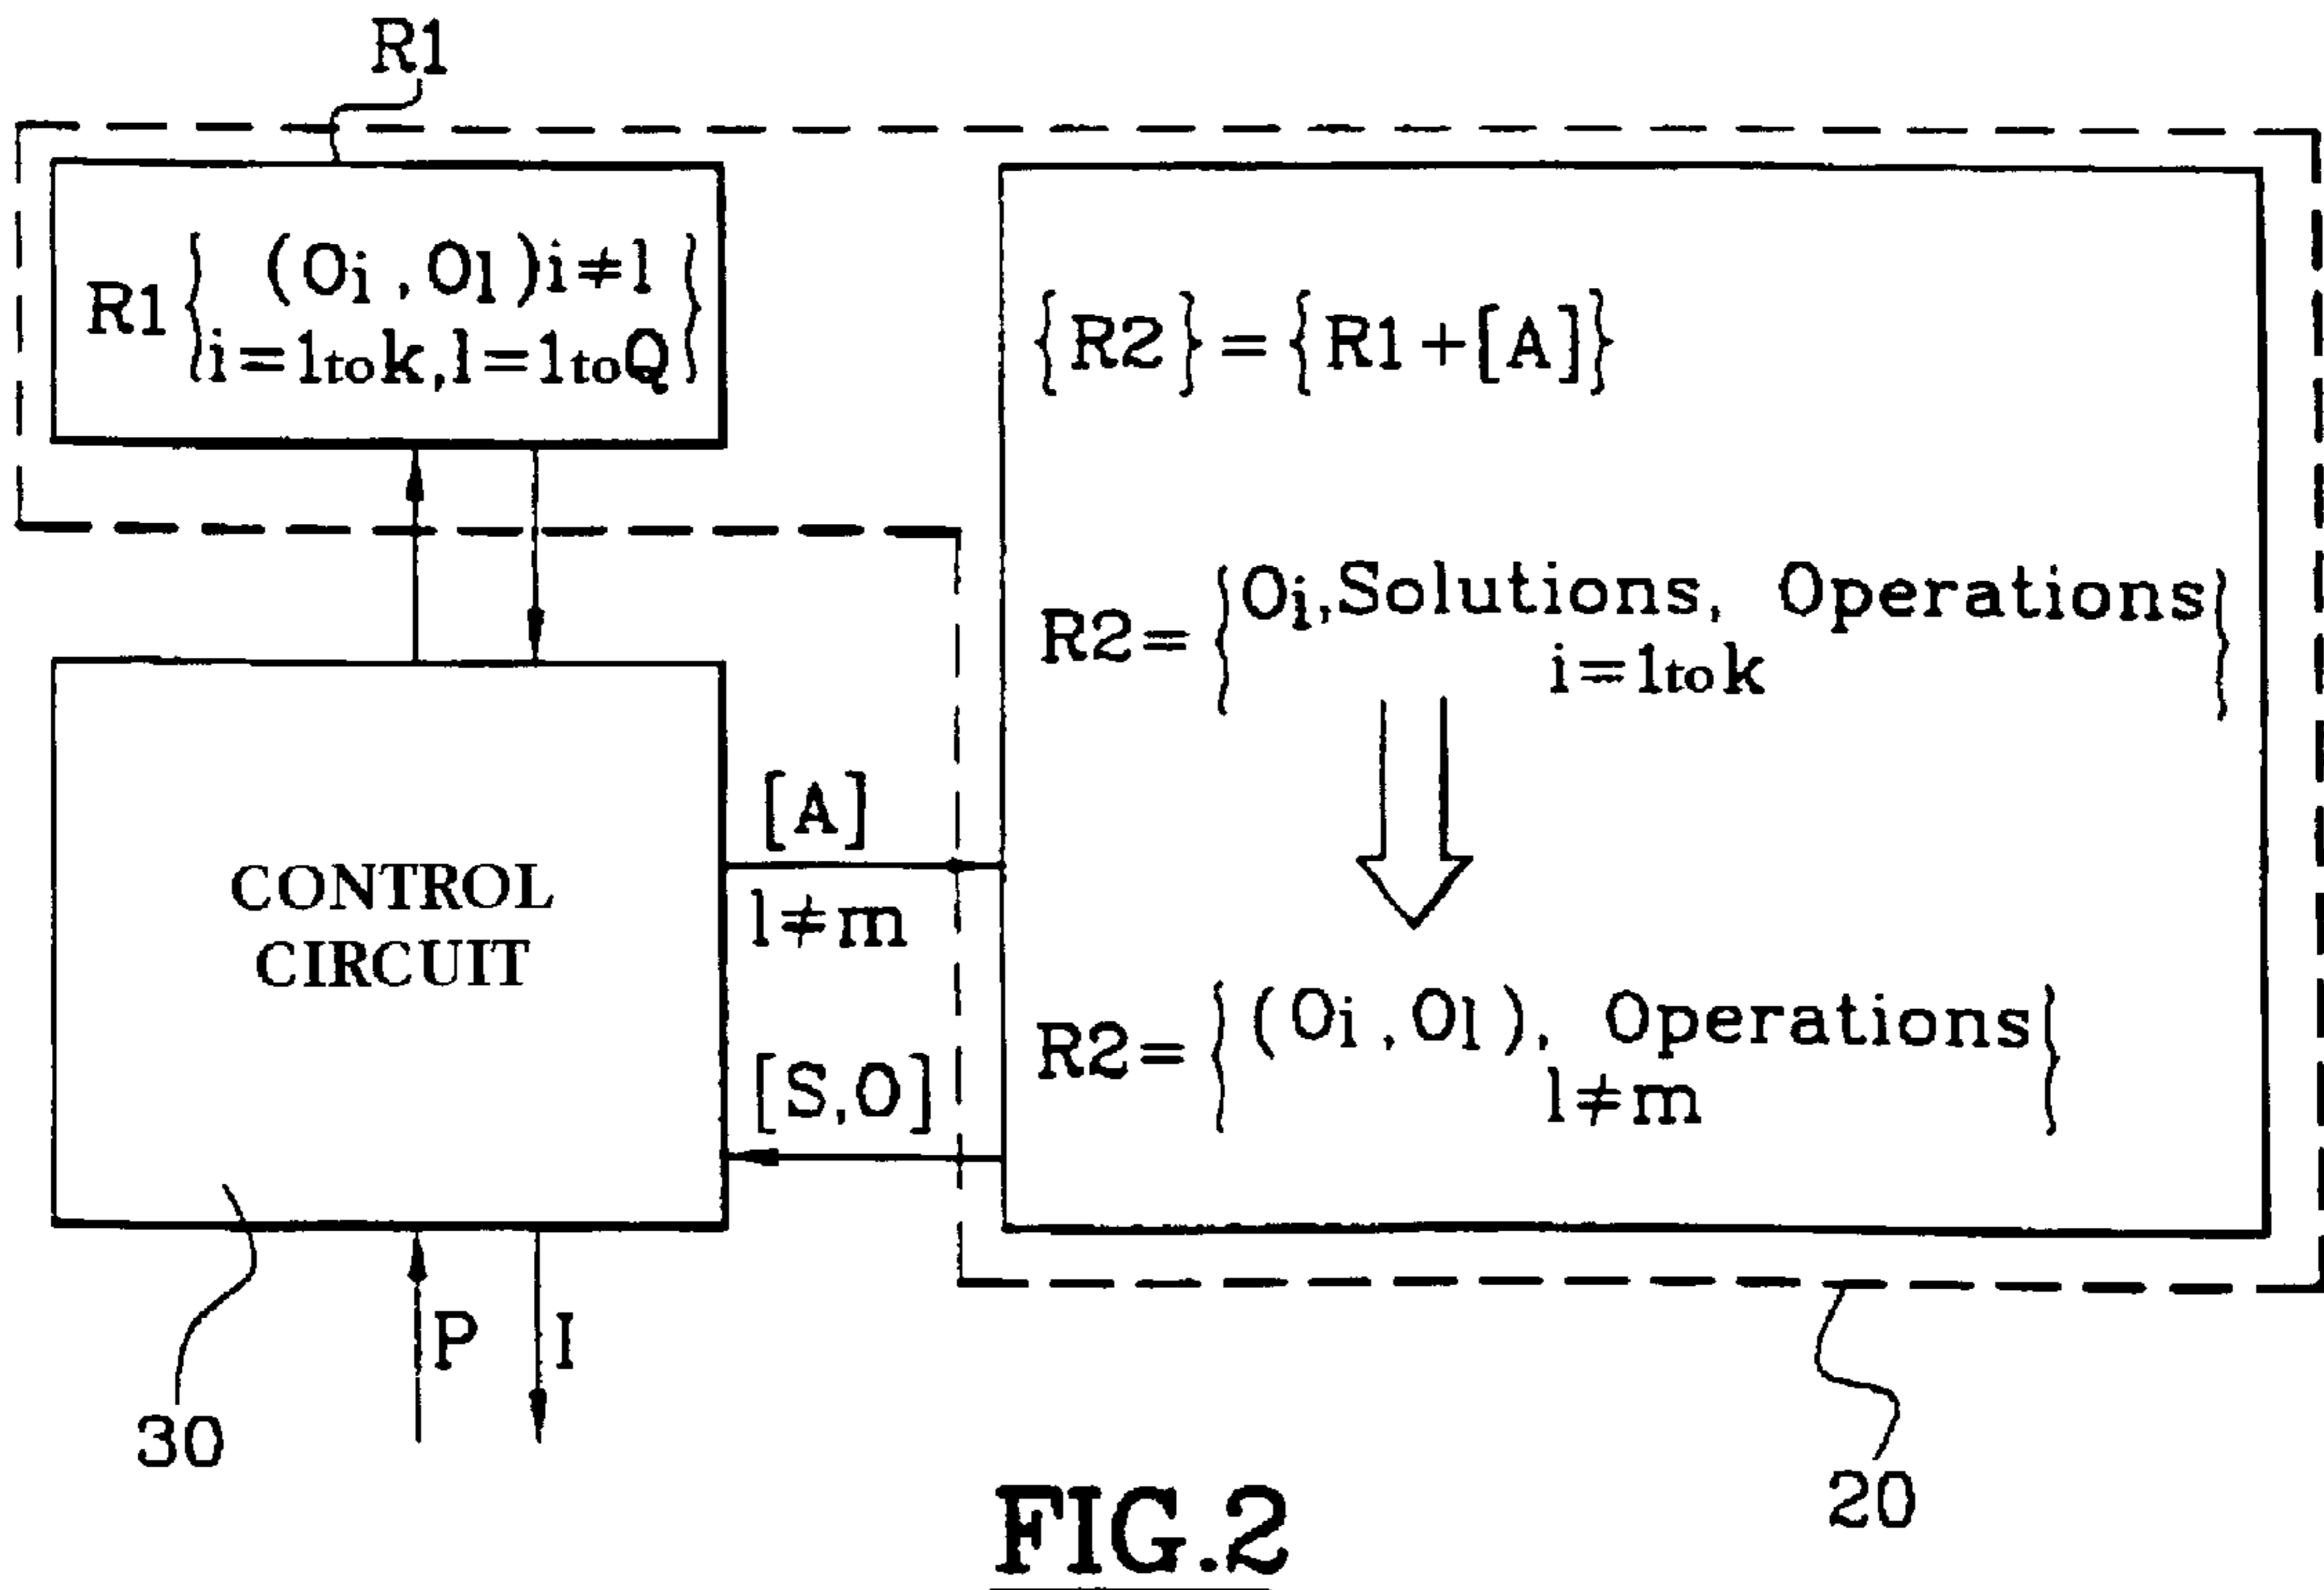 R1
R1{ (Oi ,Ol )i≠l
i=1tok,l=1toQ }
{R2}={R1+[A]}
R2={Oi,Solutions, Operations
i=1tok}
[A]
l≠m
CONTROL
CIRCUIT
R2={(Oi ,Ol), Operations
l≠m}
[S,O]
P
I
30
20
FIG.2